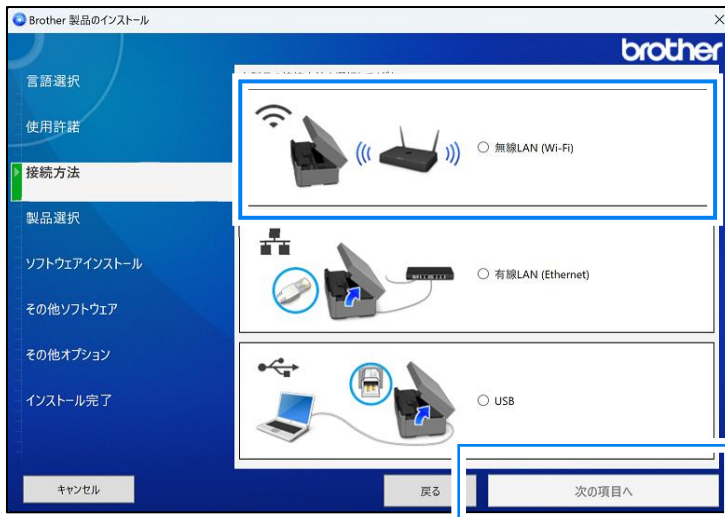 Brother 製品のインストール
brother
言語選択
使用許諾
接続方法
製品選択
ソフトウェアインストール
その他ソフトウェア
その他オプション
インストール完了
無線LAN (Wi-Fi)
有線LAN (Ethernet)
USB
キャンセル
戻る
次の項目へ